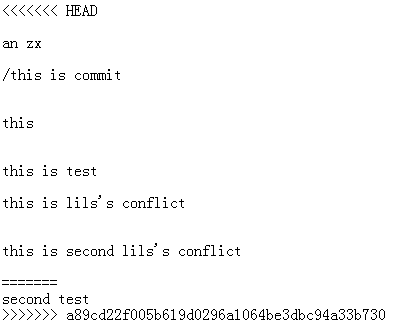 <<<<<<< HEAD
an zx
/this is commit
this
this is test
this is lils's conflict
this is second lils's conflict
=======
second test
>>>>>>> a89cd22f005b619d0296a1064be3dbc94a33b730